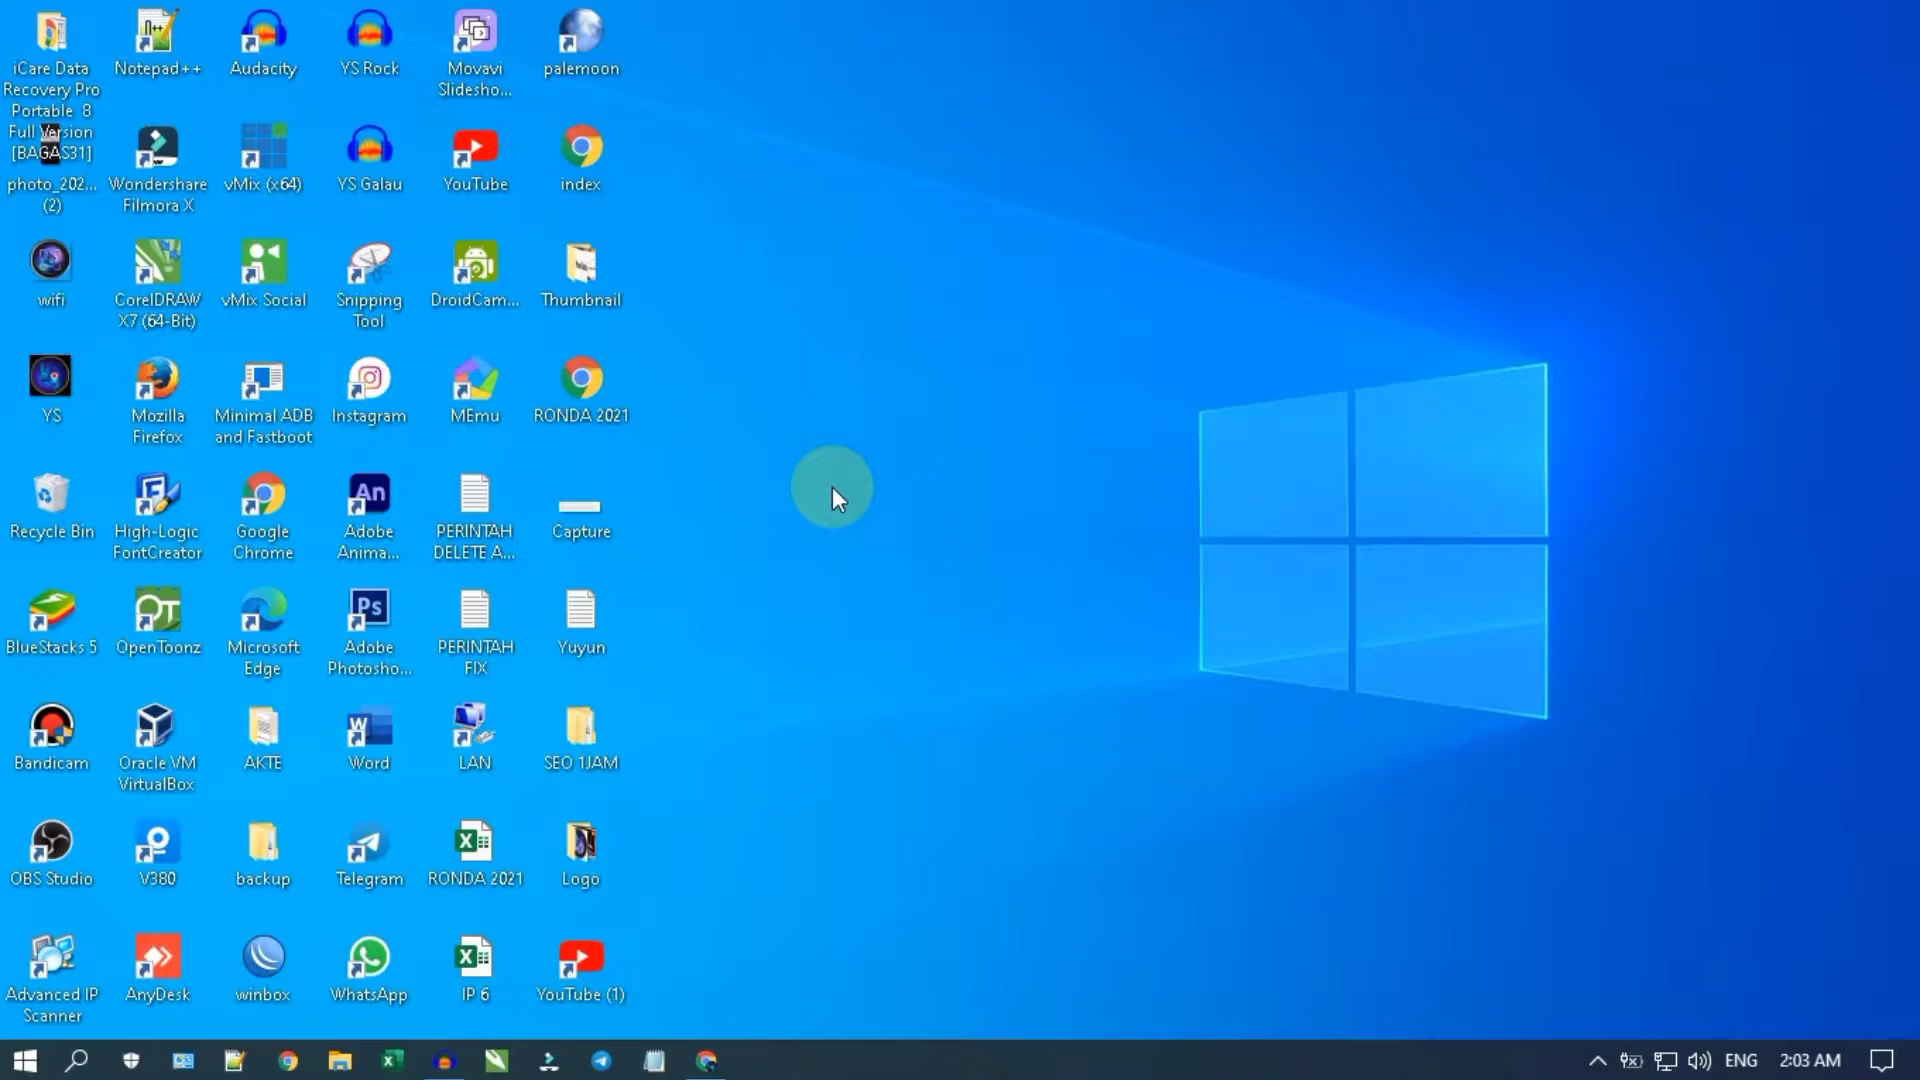 iCare Data
Recovery Pro
Portable 8
Full Version
[BAGAS31]
Notepad++
Audacity
YS Rock
Movavi
Slidesho...
palemoon
photo_202...
(2)
Wondershare
Filmora X
vMix (x64)
YS Galau
YouTube
index
wifi
CorelDRAW
X7 (64-Bit)
vMix Social
Snipping
Tool
DroidCam...
Thumbnail
YS
Mozilla
Firefox
Minimal ADB
and Fastboot
Instagram
MEmu
RONDA 2021
Recycle Bin
High-Logic
FontCreator
Google
Chrome
An
Adobe
Anima...
PERINTAH
DELETE A...
Capture
BlueStacks 5
OT
OpenToonz
Microsoft
Edge
Ps
Adobe
Photosho...
PERINTAH
FIX
Yuyun
Bandicam
Oracle VM
VirtualBox
AKTE
W
Word
LAN
SEO 1JAM
OBS Studio
V380
backup
Telegram
X
RONDA 2021
Logo
Advanced IP
Scanner
AnyDesk
winbox
WhatsApp
X
IP 6
YouTube (1)
ENG
2:03 AM